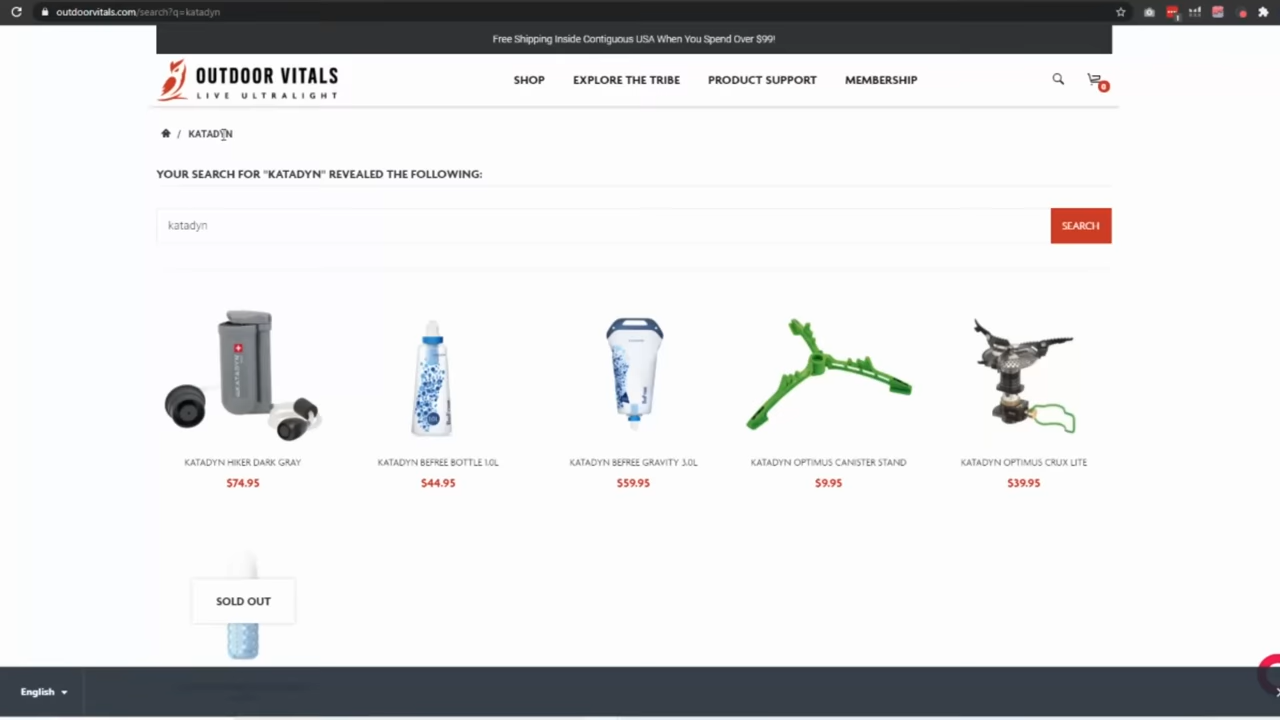 outdoorvitals.com/search?q=katadyn
Free Shipping Inside Contiguous USA When You Spend Over $99!
OUTDOOR VITALS
LIVE ULTRALIGHT
SHOP
EXPLORE THE TRIBE
PRODUCT SUPPORT
MEMBERSHIP
0
/ KATADYN
YOUR SEARCH FOR "KATADYN" REVEALED THE FOLLOWING:
katadyn
SEARCH
KATADYN
KATADYN HIKER DARK GRAY
$74.95
KATADYN BEFREE BOTTLE 1.0L
$44.95
KATADYN BEFREE GRAVITY 3.0L
$59.95
KATADYN OPTIMUS CANISTER STAND
$9.95
KATADYN OPTIMUS CRUX LITE
$39.95
SOLD OUT
English